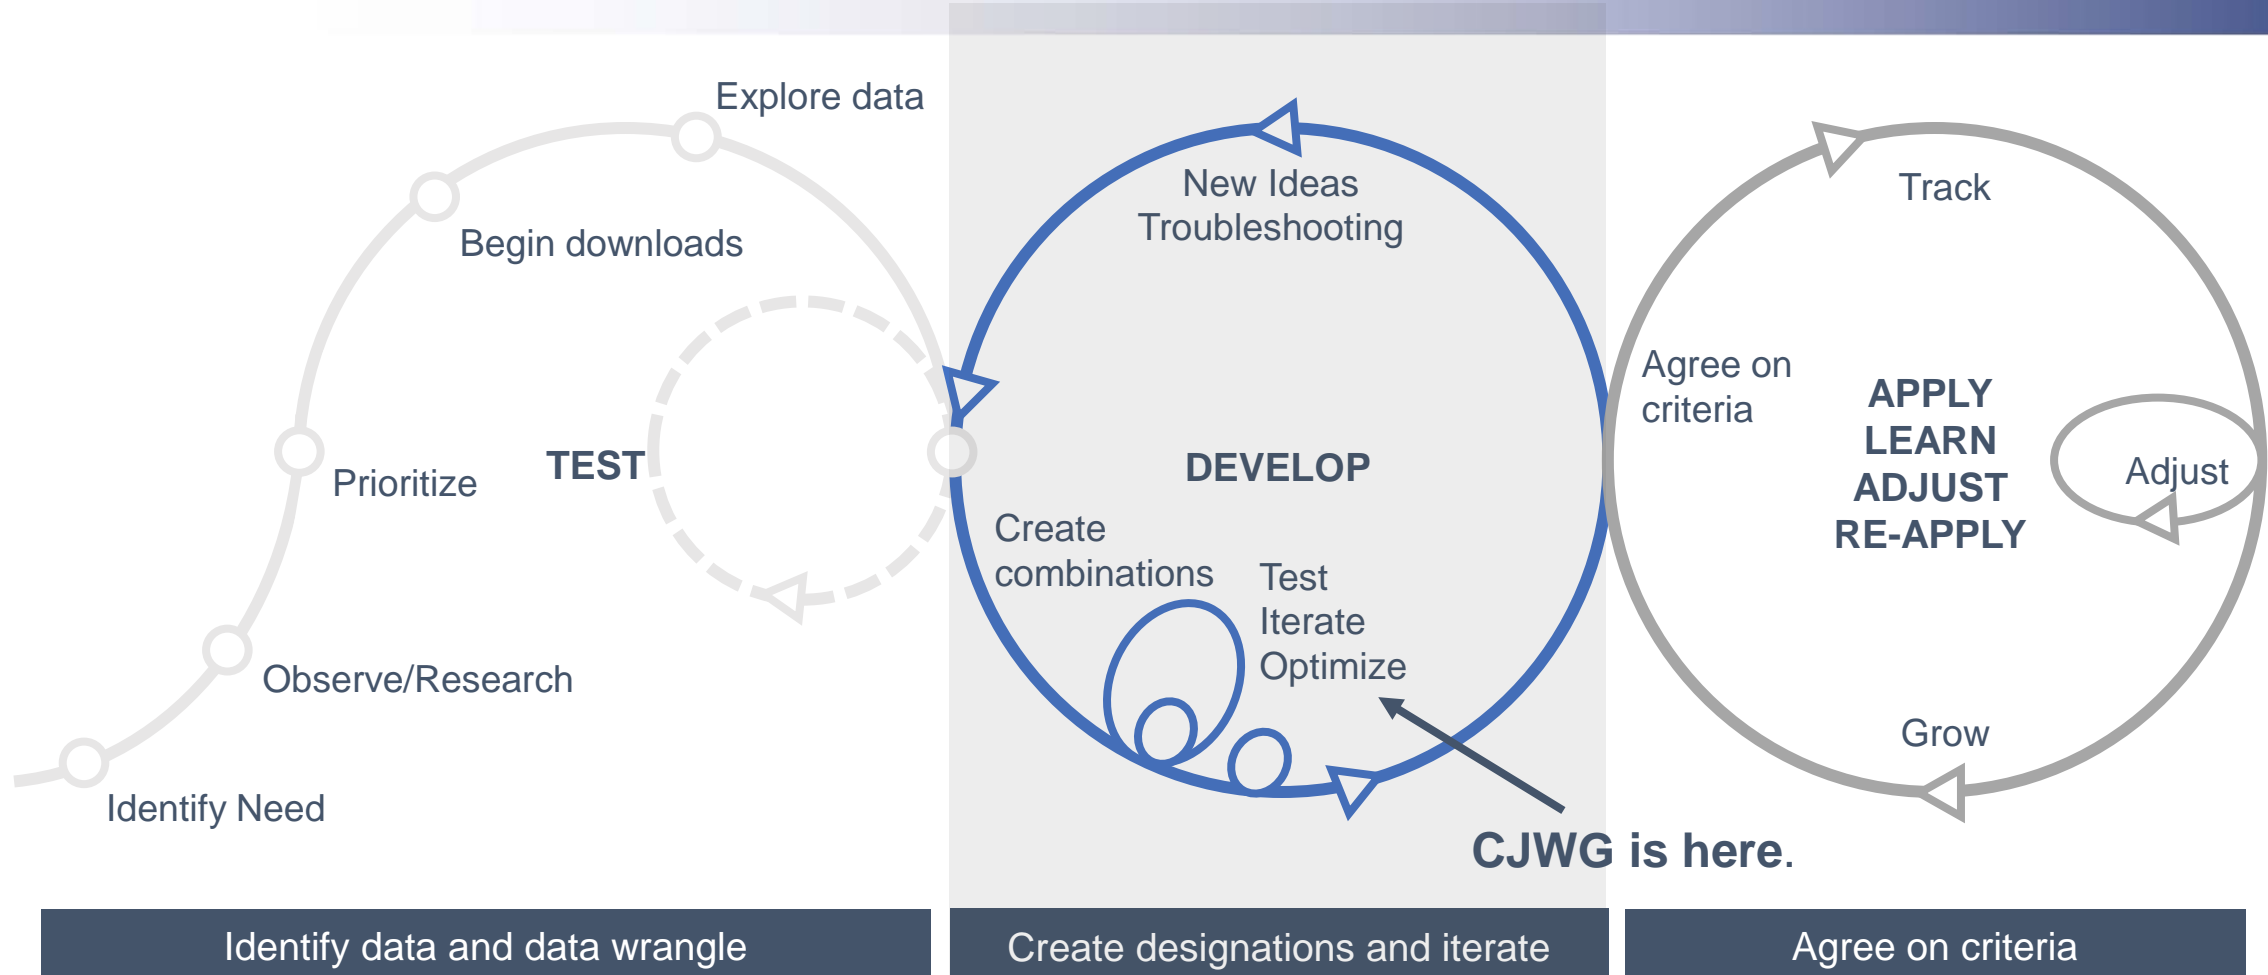 Explore data
Begin downloads
Prioritize
TEST
Observe/Research
Identify Need
New Ideas
Troubleshooting
DEVELOP
Create
combinations
Test
Iterate
Optimize
CJWG is here.
Track
Agree on
criteria
APPLY
LEARN
ADJUST
RE-APPLY
Adjust
Grow
Identify data and data wrangle
Create designations and iterate
Agree on criteria